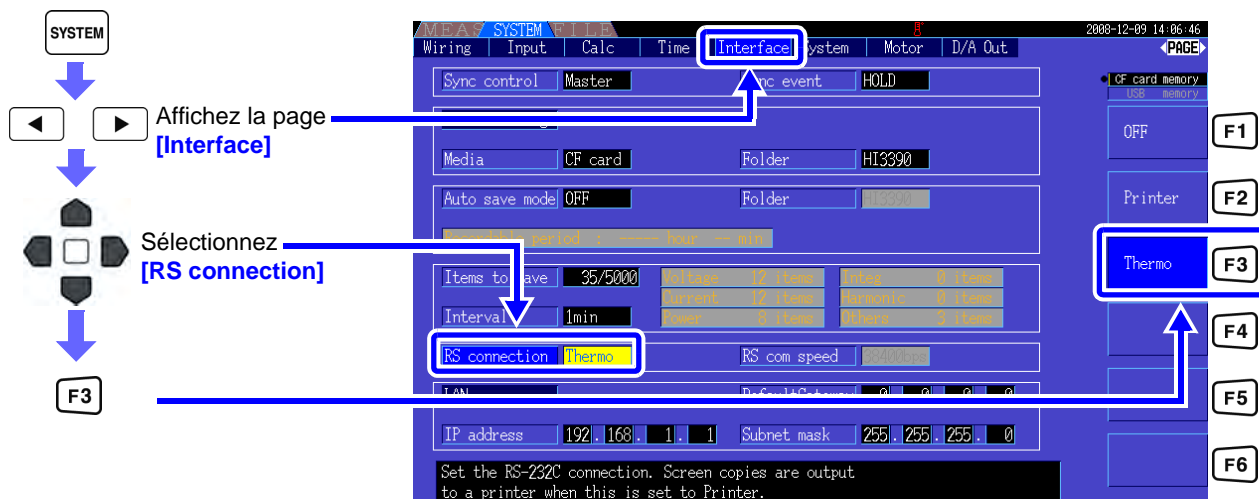 SYSTEM
Affichez la page
[Interface]
Sélectionnez
[RS connection]
F3
MEAS SYSTEM FILE 2008-12-09 14:06:46
Wiring Input Calc Time Interface System Motor D/A Out PAGE
Sync control Master Sync event HOLD
CF card memory
USB memory
Media CF card Folder HI3390
Auto save mode OFF Folder HI3390
Recordable period : ----- hour -- min
Items to save 35/5000 Voltage 12 items Integ 0 items
Current 12 items Harmonic 0 items
Interval 1min Power 8 items Others 3 items
RS connection Thermo RS com speed 38400bps
LAN DefaultGateway 0. 0. 0. 0
IP address 192.168. 1. 1 Subnet mask 255.255.255. 0
Set the RS-232C connection. Screen copies are output
to a printer when this is set to Printer.
OFF F1
Printer F2
Thermo F3
F4
F5
F6